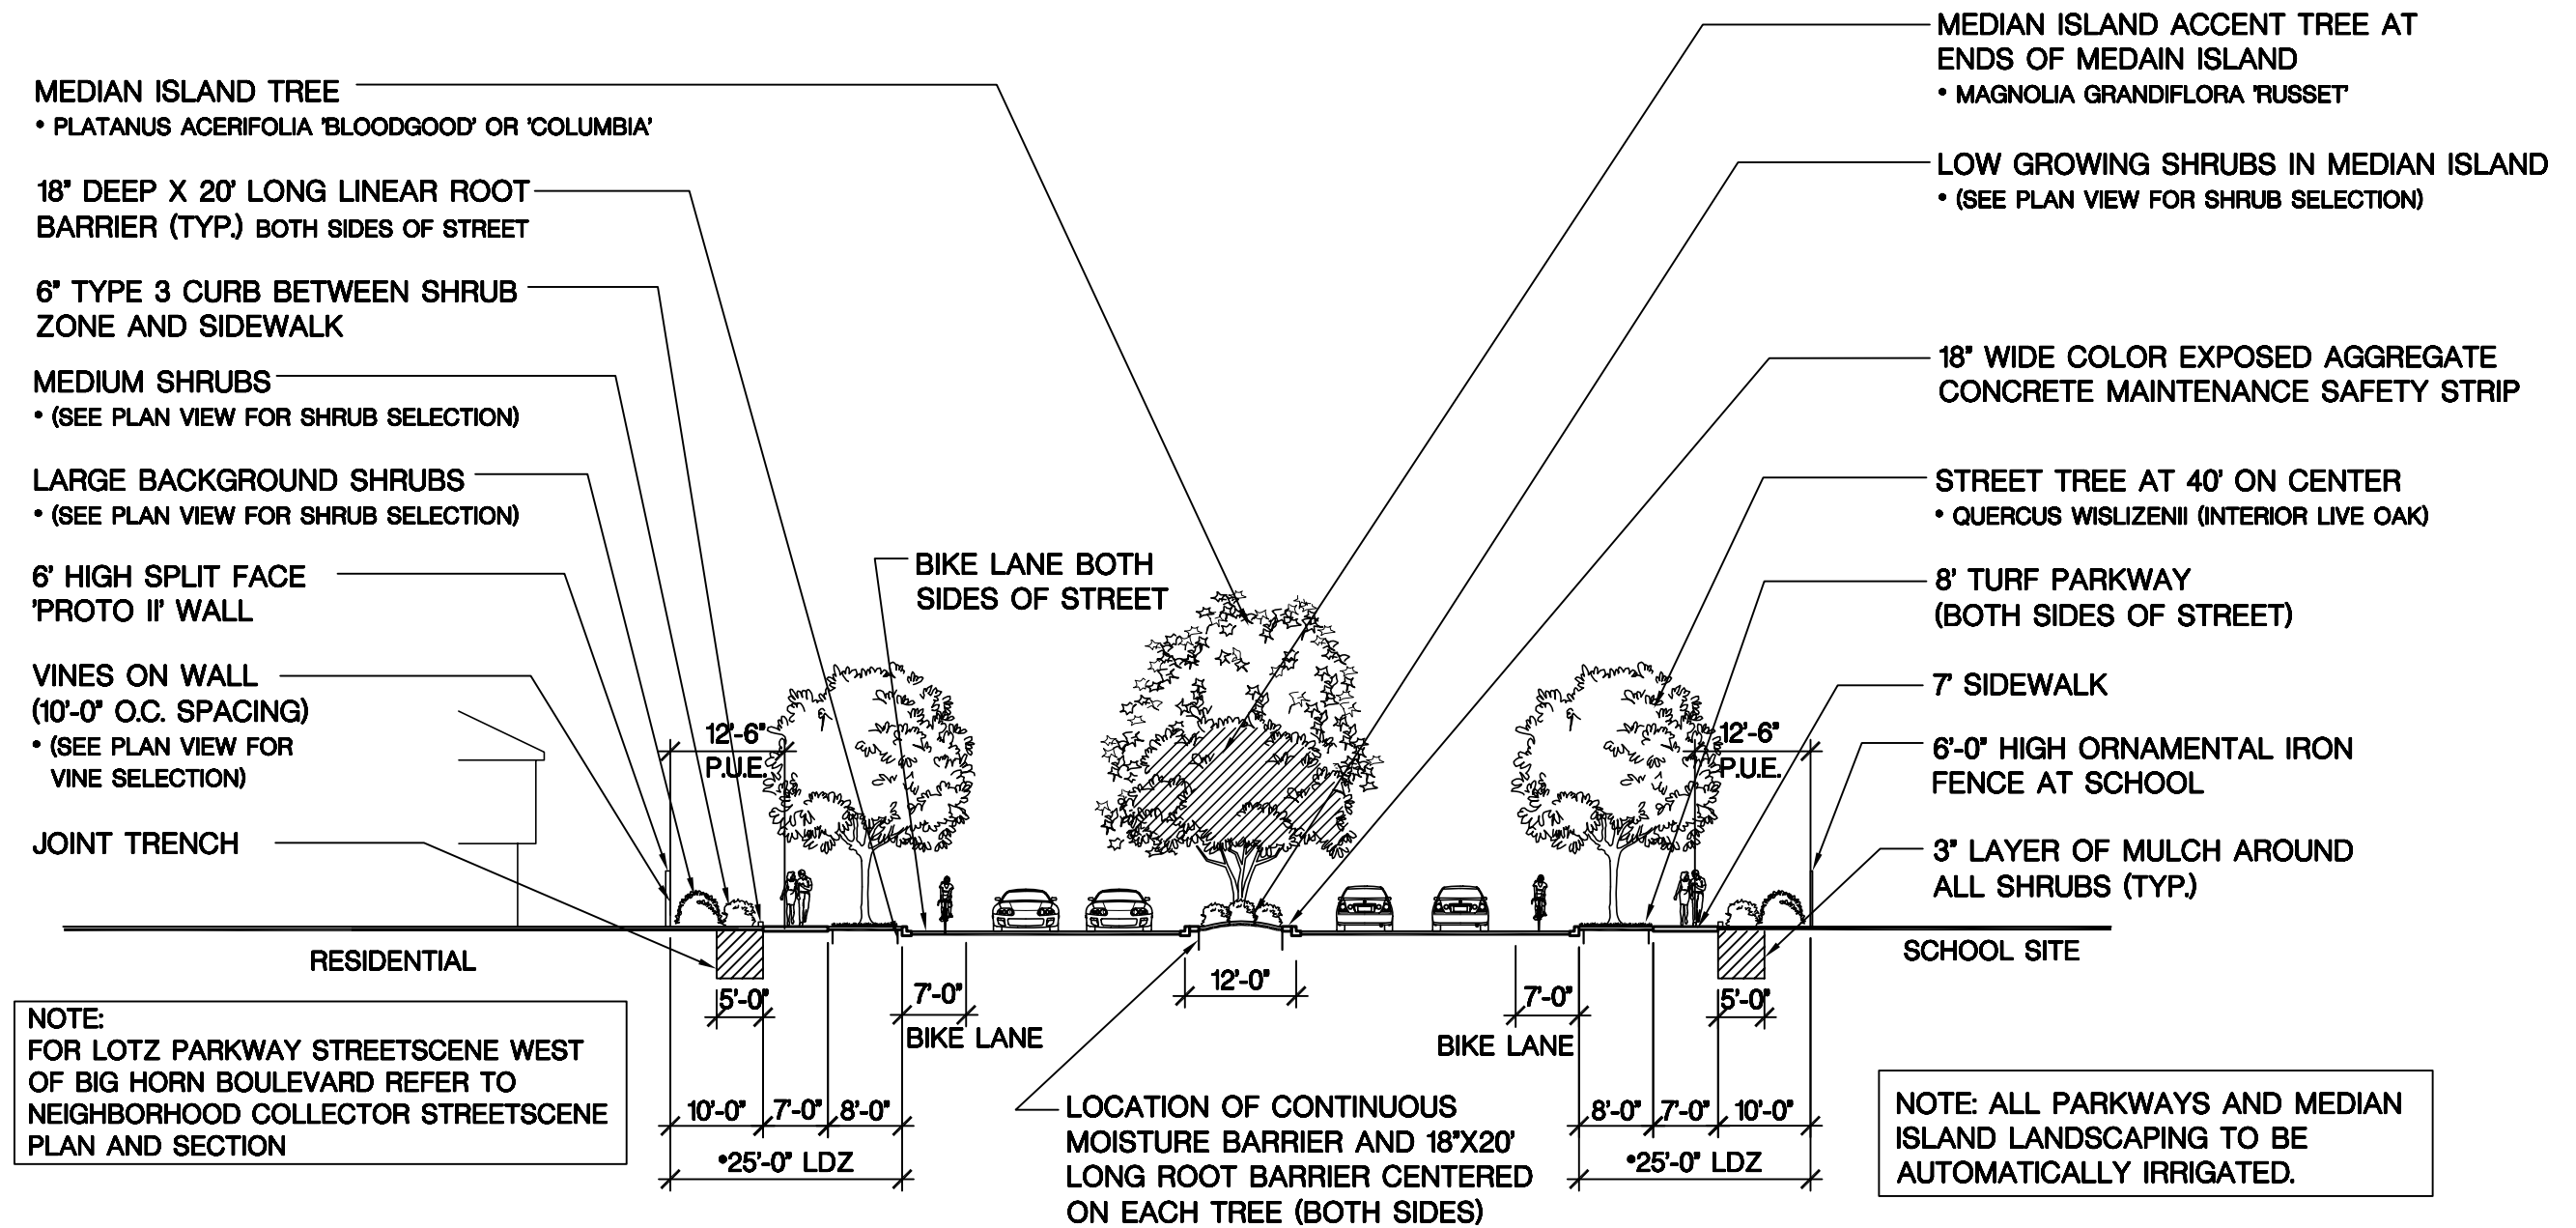 MEDIAN ISLAND TREE
• PLATANUS ACERIFOLIA 'BLOODGOOD' OR 'COLUMBIA'
18" DEEP X 20' LONG LINEAR ROOT
BARRIER (TYP.) BOTH SIDES OF STREET
6" TYPE 3 CURB BETWEEN SHRUB
ZONE AND SIDEWALK
MEDIUM SHRUBS
• (SEE PLAN VIEW FOR SHRUB SELECTION)
LARGE BACKGROUND SHRUBS
• (SEE PLAN VIEW FOR SHRUB SELECTION)
6' HIGH SPLIT FACE
'PROTO II' WALL
VINES ON WALL
(10'-0" O.C. SPACING)
• (SEE PLAN VIEW FOR
VINE SELECTION)
JOINT TRENCH
BIKE LANE BOTH
SIDES OF STREET
MEDIAN ISLAND ACCENT TREE AT
ENDS OF MEDAIN ISLAND
• MAGNOLIA GRANDIFLORA 'RUSSET'
LOW GROWING SHRUBS IN MEDIAN ISLAND
• (SEE PLAN VIEW FOR SHRUB SELECTION)
18" WIDE COLOR EXPOSED AGGREGATE
CONCRETE MAINTENANCE SAFETY STRIP
STREET TREE AT 40' ON CENTER
• QUERCUS WISLIZENII (INTERIOR LIVE OAK)
8' TURF PARKWAY
(BOTH SIDES OF STREET)
7' SIDEWALK
6'-0" HIGH ORNAMENTAL IRON
FENCE AT SCHOOL
3" LAYER OF MULCH AROUND
ALL SHRUBS (TYP.)
12'-6"
P.U.E.
12'-6"
P.U.E.
RESIDENTIAL
SCHOOL SITE
5'-0"
7'-0"
BIKE LANE
12'-0"
7'-0"
BIKE LANE
5'-0"
10'-0" 7'-0" 8'-0"
•25'-0" LDZ
8'-0" 7'-0" 10'-0"
•25'-0" LDZ
NOTE:
FOR LOTZ PARKWAY STREETSCENE WEST
OF BIG HORN BOULEVARD REFER TO
NEIGHBORHOOD COLLECTOR STREETSCENE
PLAN AND SECTION
LOCATION OF CONTINUOUS
MOISTURE BARRIER AND 18"X20'
LONG ROOT BARRIER CENTERED
ON EACH TREE (BOTH SIDES)
NOTE: ALL PARKWAYS AND MEDIAN
ISLAND LANDSCAPING TO BE
AUTOMATICALLY IRRIGATED.